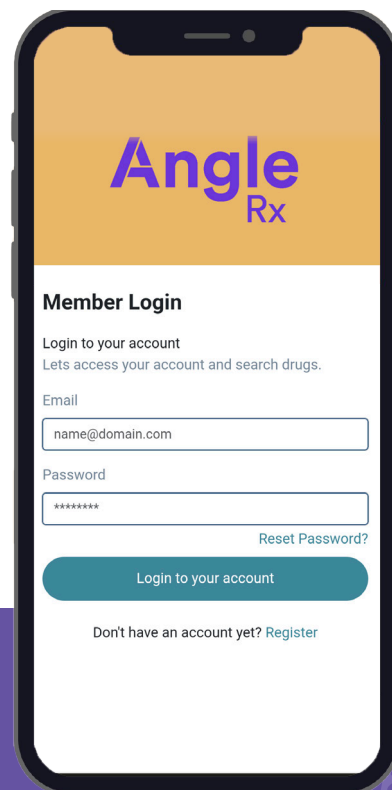 Angle
Rx
Member Login
Login to your account
Lets access your account and search drugs.
Email
name@domain.com
Password
********
Reset Password?
Login to your account
Don't have an account yet? Register